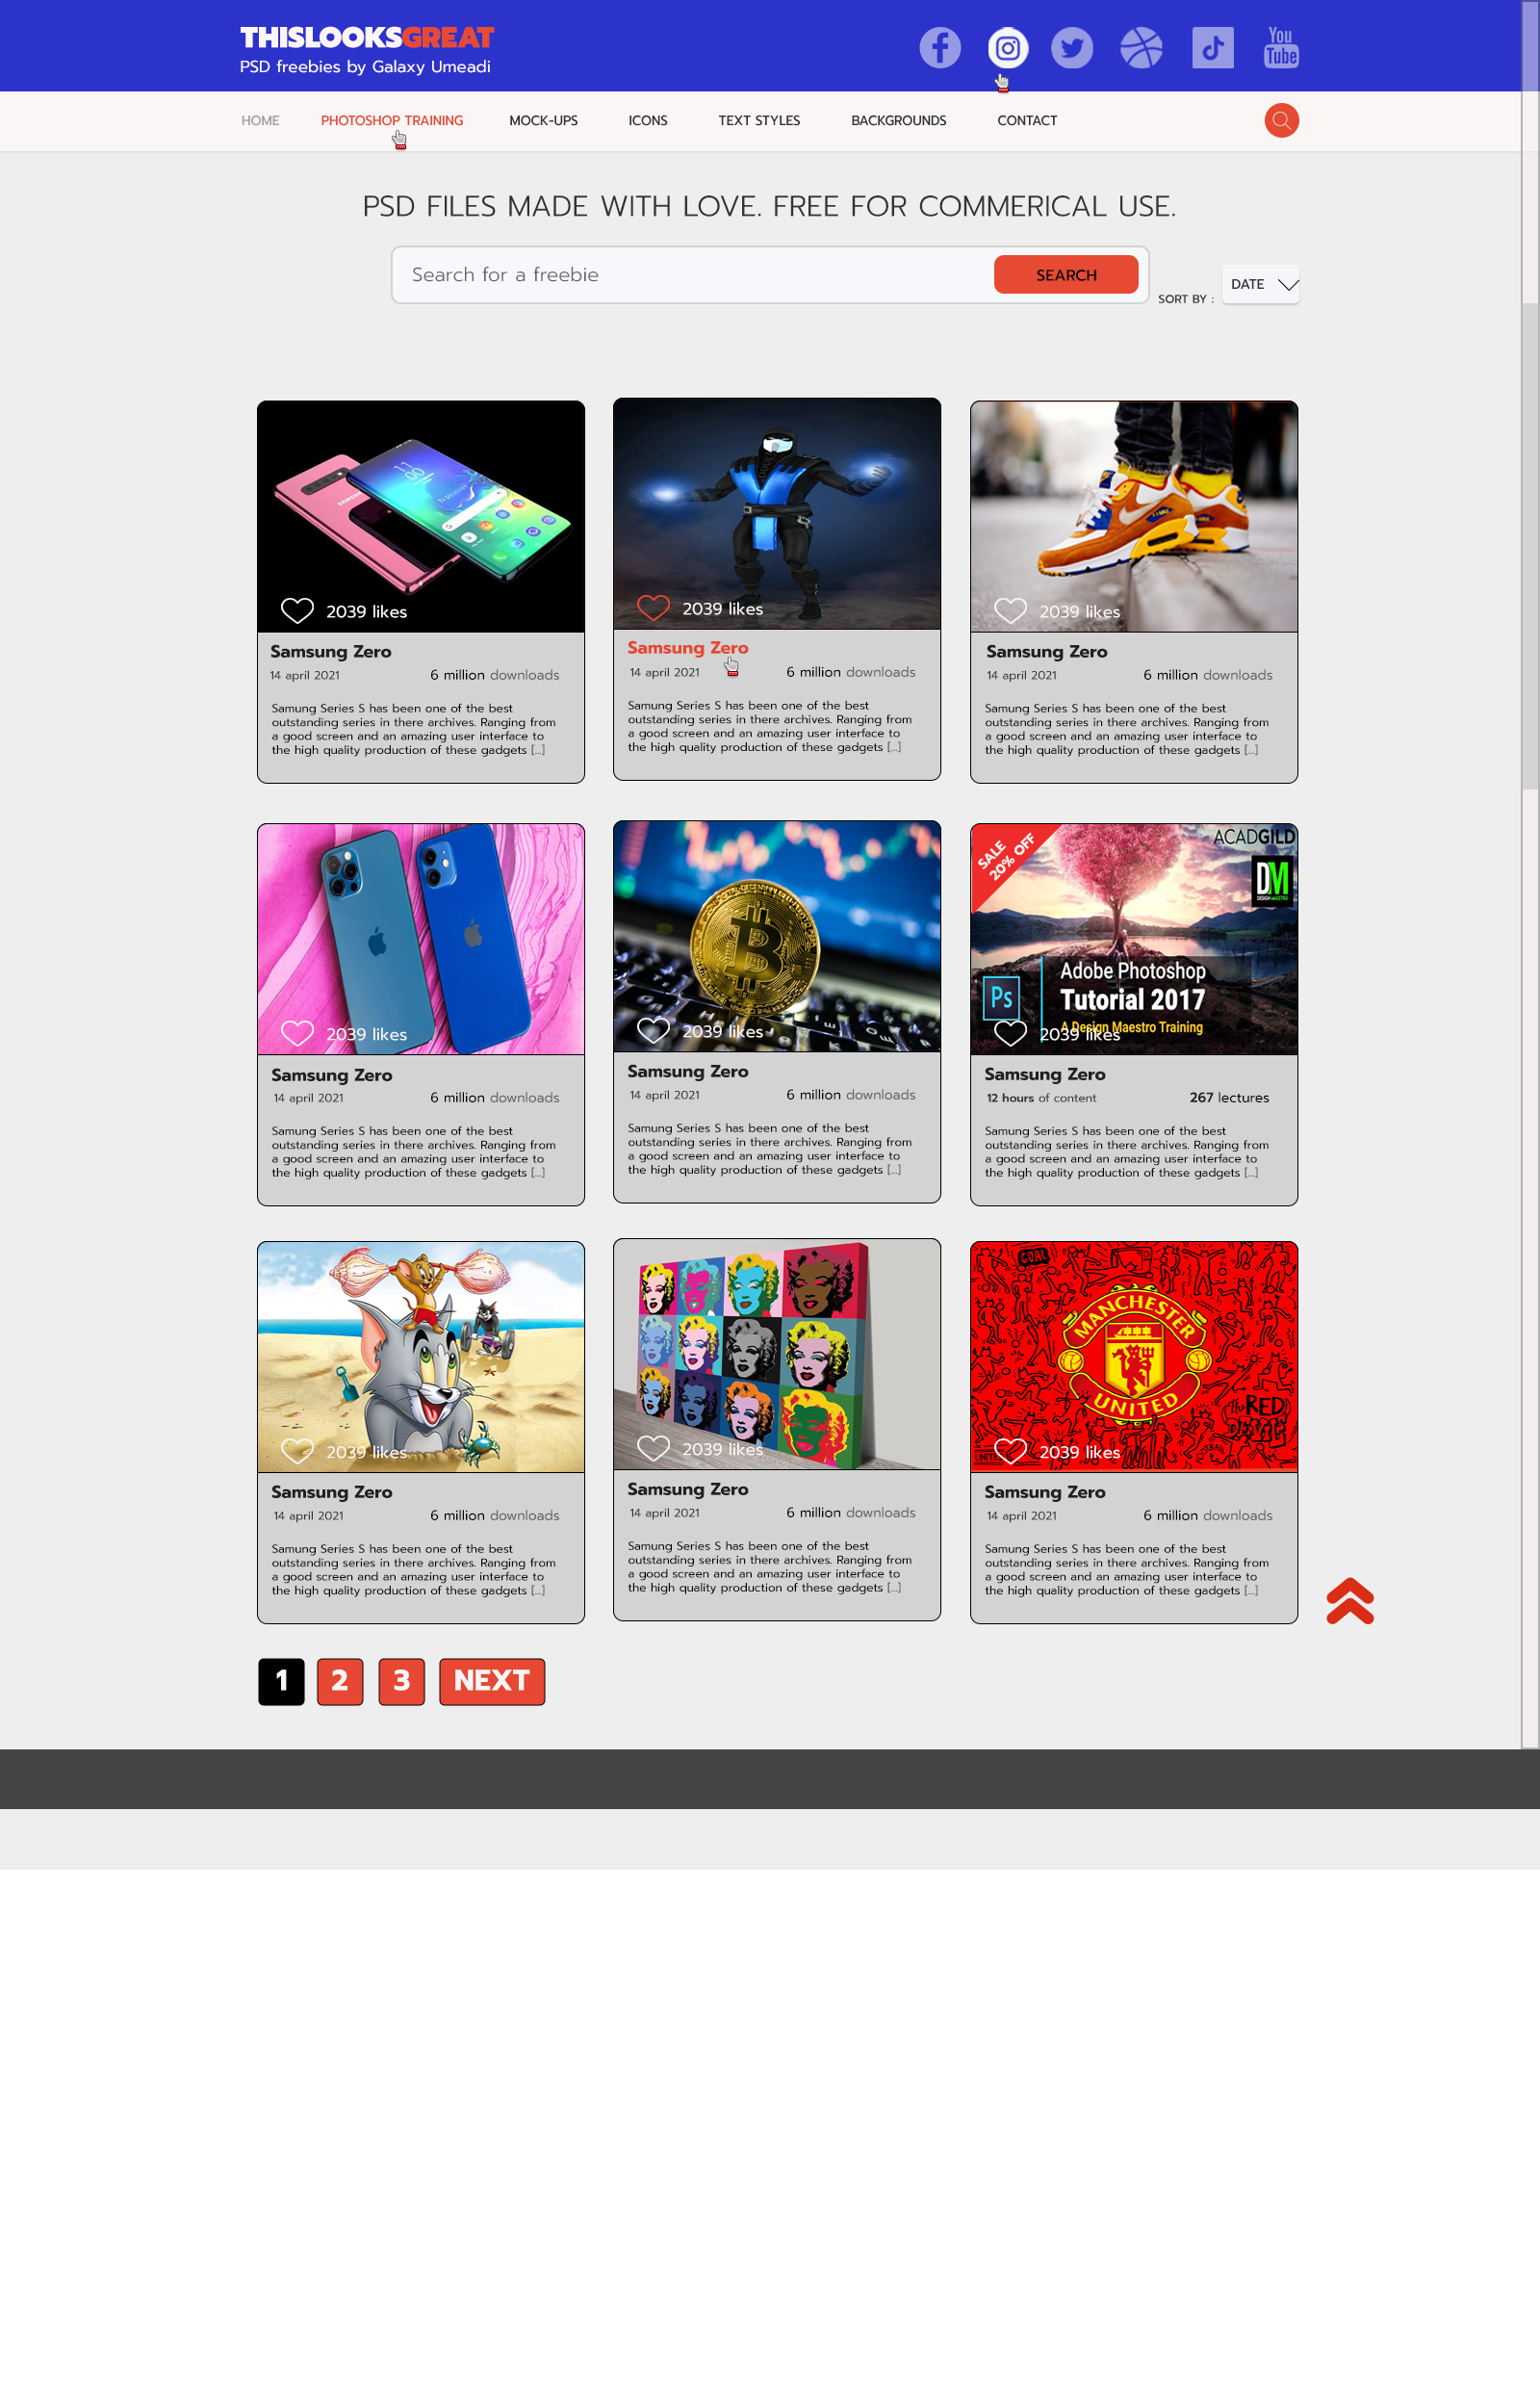 THISLOOKSGREAT
PSD freebies by Galaxy Umeadi
You
Tube
HOME PHOTOSHOP TRAINING MOCK-UPS ICONS TEXT STYLES BACKGROUNDS CONTACT
PSD FILES MADE WITH LOVE. FREE FOR COMMERICAL USE.
Search for a freebie
SEARCH
SORT BY :
DATE
SAMSUNG
11
00
2039 likes
Samsung Zero
14 april 2021 6 million downloads
Samung Series S has been one of the best
outstanding series in there archives. Ranging from
a good screen and an amazing user interface to
the high quality production of these gadgets [...]
2039 likes
Samsung Zero
14 april 2021 6 million downloads
Samung Series S has been one of the best
outstanding series in there archives. Ranging from
a good screen and an amazing user interface to
the high quality production of these gadgets [...]
2039 likes
Samsung Zero
14 april 2021 6 million downloads
Samung Series S has been one of the best
outstanding series in there archives. Ranging from
a good screen and an amazing user interface to
the high quality production of these gadgets [...]
2039 likes
Samsung Zero
14 april 2021 6 million downloads
Samung Series S has been one of the best
outstanding series in there archives. Ranging from
a good screen and an amazing user interface to
the high quality production of these gadgets [...]
2039 likes
Samsung Zero
14 april 2021 6 million downloads
Samung Series S has been one of the best
outstanding series in there archives. Ranging from
a good screen and an amazing user interface to
the high quality production of these gadgets [...]
SALE
20% OFF
ACADGILD
DM
DESIGN MAESTRO
Ps
Adobe Photoshop
Tutorial 2017
A Design Maestro Training
2039 likes
Samsung Zero
12 hours of content 267 lectures
Samung Series S has been one of the best
outstanding series in there archives. Ranging from
a good screen and an amazing user interface to
the high quality production of these gadgets [...]
2039 likes
Samsung Zero
14 april 2021 6 million downloads
Samung Series S has been one of the best
outstanding series in there archives. Ranging from
a good screen and an amazing user interface to
the high quality production of these gadgets [...]
2039 likes
Samsung Zero
14 april 2021 6 million downloads
Samung Series S has been one of the best
outstanding series in there archives. Ranging from
a good screen and an amazing user interface to
the high quality production of these gadgets [...]
GOAL
MANCHESTER
UNITED
The RED
DEVIL
2039 likes
Samsung Zero
14 april 2021 6 million downloads
Samung Series S has been one of the best
outstanding series in there archives. Ranging from
a good screen and an amazing user interface to
the high quality production of these gadgets [...]
1 2 3 NEXT